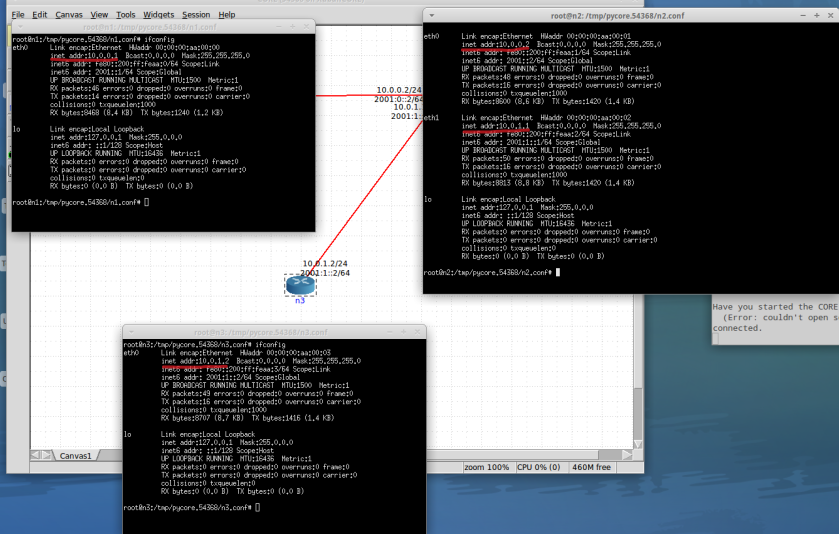 File Edit Canvas View Tools Widgets Session Help
root@n1: /tmp/pycore.54368/n1.conf
root@n1:/tmp/pycore.54368/n1.conf# ifconfig
eth0 Link encap:Ethernet HWaddr 00:00:00:aa:00:00
inet addr:10.0.0.1 Bcast:0.0.0.0 Mask:255.255.255.0
inet6 addr: fe80::200:ff:feaa:0/64 Scope:Link
inet6 addr: 2001::1/64 Scope:Global
UP BROADCAST RUNNING MULTICAST MTU:1500 Metric:1
RX packets:46 errors:0 dropped:0 overruns:0 frame:0
TX packets:14 errors:0 dropped:0 overruns:0 carrier:0
collisions:0 txqueuelen:1000
RX bytes:8468 (8.4 KB) TX bytes:1240 (1.2 KB)
lo Link encap:Local Loopback
inet addr:127.0.0.1 Mask:255.0.0.0
inet6 addr: ::1/128 Scope:Host
UP LOOPBACK RUNNING MTU:16436 Metric:1
RX packets:0 errors:0 dropped:0 overruns:0 frame:0
TX packets:0 errors:0 dropped:0 overruns:0 carrier:0
collisions:0 txqueuelen:0
RX bytes:0 (0.0 B) TX bytes:0 (0.0 B)
root@n1:/tmp/pycore.54368/n1.conf#
root@n2: /tmp/pycore.54368/n2.conf
eth0 Link encap:Ethernet HWaddr 00:00:00:aa:00:01
inet addr:10.0.0.2 Bcast:0.0.0.0 Mask:255.255.255.0
inet6 addr: fe80::200:ff:feaa:1/64 Scope:Link
inet6 addr: 2001::2/64 Scope:Global
UP BROADCAST RUNNING MULTICAST MTU:1500 Metric:1
RX packets:48 errors:0 dropped:0 overruns:0 frame:0
TX packets:16 errors:0 dropped:0 overruns:0 carrier:0
collisions:0 txqueuelen:1000
RX bytes:8600 (8.6 KB) TX bytes:1420 (1.4 KB)
eth1 Link encap:Ethernet HWaddr 00:00:00:aa:00:02
inet addr:10.0.1.1 Bcast:0.0.0.0 Mask:255.255.255.0
inet6 addr: fe80::200:ff:feaa:2/64 Scope:Link
inet6 addr: 2001:1::1/64 Scope:Global
UP BROADCAST RUNNING MULTICAST MTU:1500 Metric:1
RX packets:50 errors:0 dropped:0 overruns:0 frame:0
TX packets:16 errors:0 dropped:0 overruns:0 carrier:0
collisions:0 txqueuelen:1000
RX bytes:8813 (8.8 KB) TX bytes:1420 (1.4 KB)
lo Link encap:Local Loopback
inet addr:127.0.0.1 Mask:255.0.0.0
inet6 addr: ::1/128 Scope:Host
UP LOOPBACK RUNNING MTU:16436 Metric:1
RX packets:0 errors:0 dropped:0 overruns:0 frame:0
TX packets:0 errors:0 dropped:0 overruns:0 carrier:0
collisions:0 txqueuelen:0
RX bytes:0 (0.0 B) TX bytes:0 (0.0 B)
root@n2:/tmp/pycore.54368/n2.conf#
10.0.0.2/24
2001:0::2/64
10.0.1.
2001:1:
10.0.1.2/24
2001:1::2/64
n3
Have you started the CORE
(Error: couldn't open s
connected.
root@n3: /tmp/pycore.54368/n3.conf
root@n3:/tmp/pycore.54368/n3.conf# ifconfig
eth0 Link encap:Ethernet HWaddr 00:00:00:aa:00:03
inet addr:10.0.1.2 Bcast:0.0.0.0 Mask:255.255.255.0
inet6 addr: fe80::200:ff:feaa:3/64 Scope:Link
inet6 addr: 2001:1::2/64 Scope:Global
UP BROADCAST RUNNING MULTICAST MTU:1500 Metric:1
RX packets:49 errors:0 dropped:0 overruns:0 frame:0
TX packets:16 errors:0 dropped:0 overruns:0 carrier:0
collisions:0 txqueuelen:1000
RX bytes:8707 (8.7 KB) TX bytes:1416 (1.4 KB)
lo Link encap:Local Loopback
inet addr:127.0.0.1 Mask:255.0.0.0
inet6 addr: ::1/128 Scope:Host
UP LOOPBACK RUNNING MTU:16436 Metric:1
RX packets:0 errors:0 dropped:0 overruns:0 frame:0
TX packets:0 errors:0 dropped:0 overruns:0 carrier:0
collisions:0 txqueuelen:0
RX bytes:0 (0.0 B) TX bytes:0 (0.0 B)
root@n3:/tmp/pycore.54368/n3.conf#
Canvas1
zoom 100% CPU 0% (0) 460M free